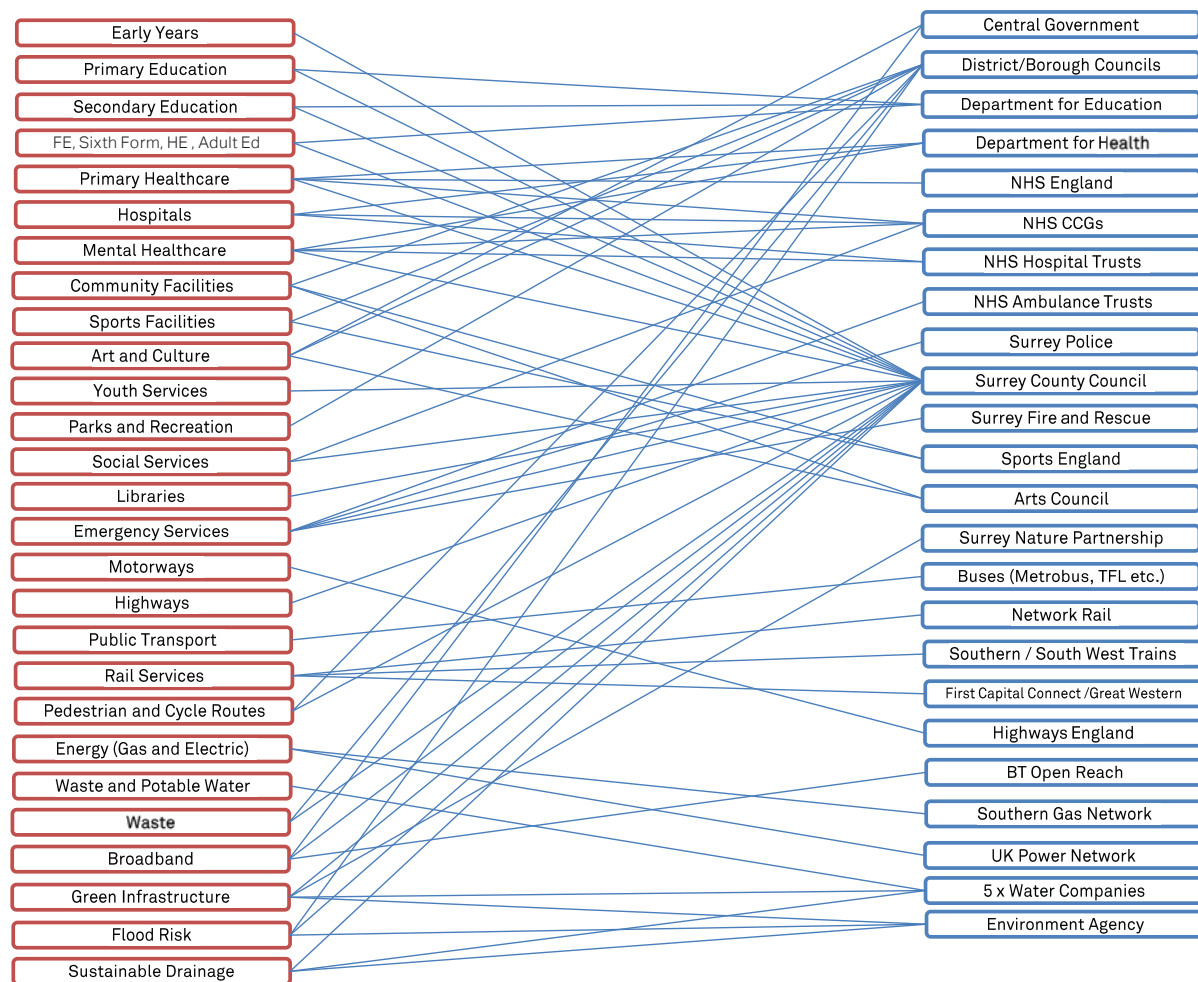 Early Years
Primary Education
Secondary Education
FE, Sixth Form, HE , Adult Ed
Primary Healthcare
Hospitals
Mental Healthcare
Community Facilities
Sports Facilities
Art and Culture
Youth Services
Parks and Recreation
Social Services
Libraries
Emergency Services
Motorways
Highways
Public Transport
Rail Services
Pedestrian and Cycle Routes
Energy (Gas and Electric)
Waste and Potable Water
Waste
Broadband
Green Infrastructure
Flood Risk
Sustainable Drainage
Central Government
District/Borough Councils
Department for Education
Department for Health
NHS England
NHS CCGs
NHS Hospital Trusts
NHS Ambulance Trusts
Surrey Police
Surrey County Council
Surrey Fire and Rescue
Sports England
Arts Council
Surrey Nature Partnership
Buses (Metrobus, TFL etc.)
Network Rail
Southern / South West Trains
First Capital Connect /Great Western
Highways England
BT Open Reach
Southern Gas Network
UK Power Network
5 x Water Companies
Environment Agency